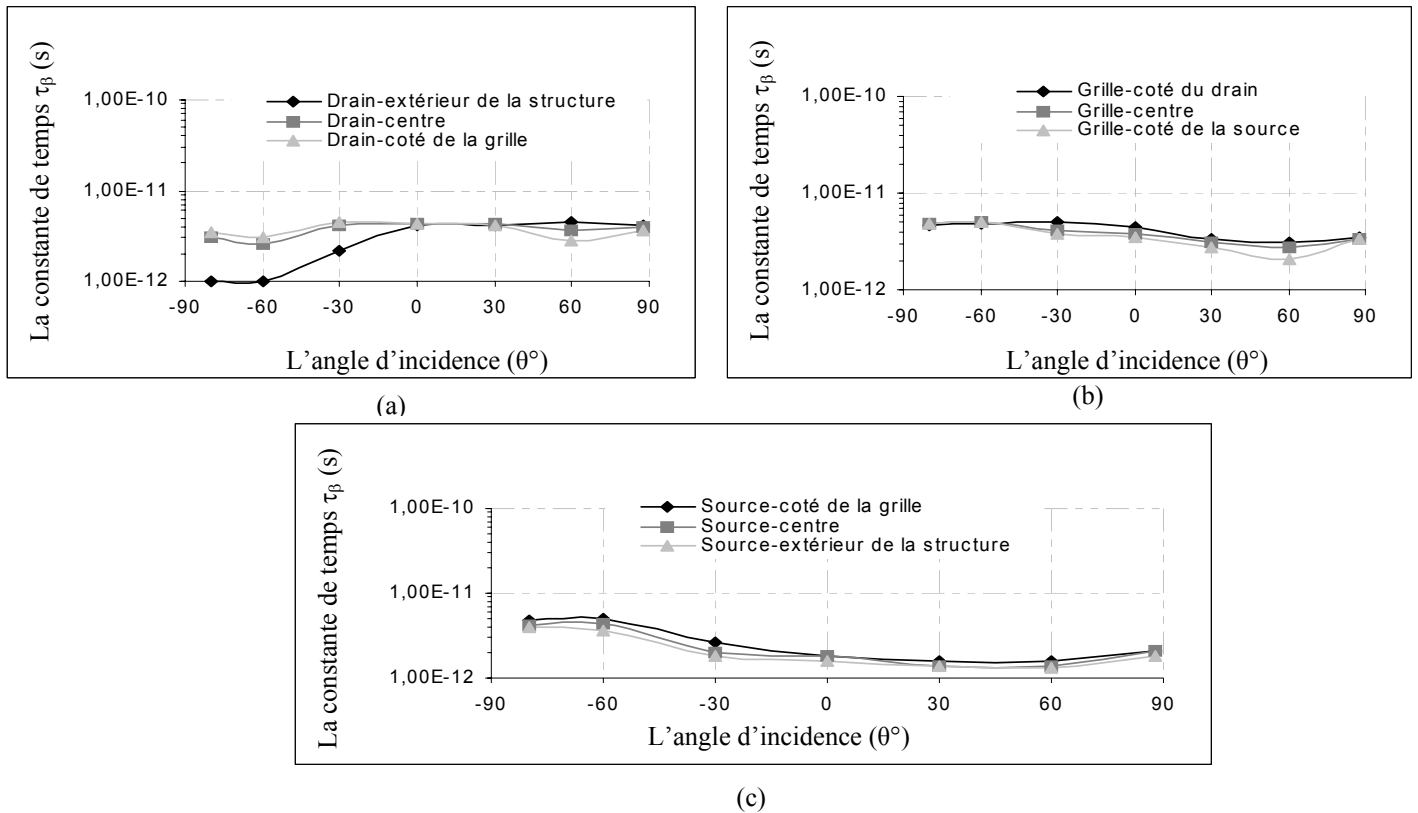 La constante de temps τβ (s)
1,00E-10
1,00E-11
1,00E-12
Drain-extérieur de la structure
Drain-centre
Drain-coté de la grille
-90 -60 -30 0 30 60 90
L'angle d'incidence (θ°)
(a)
La constante de temps τβ (s)
1,00E-10
1,00E-11
1,00E-12
Grille-coté du drain
Grille-centre
Grille-coté de la source
-90 -60 -30 0 30 60 90
L'angle d'incidence (θ°)
(b)
La constante de temps τβ (s)
1,00E-10
1,00E-11
1,00E-12
Source-coté de la grille
Source-centre
Source-extérieur de la structure
-90 -60 -30 0 30 60 90
L'angle d'incidence (θ°)
(c)